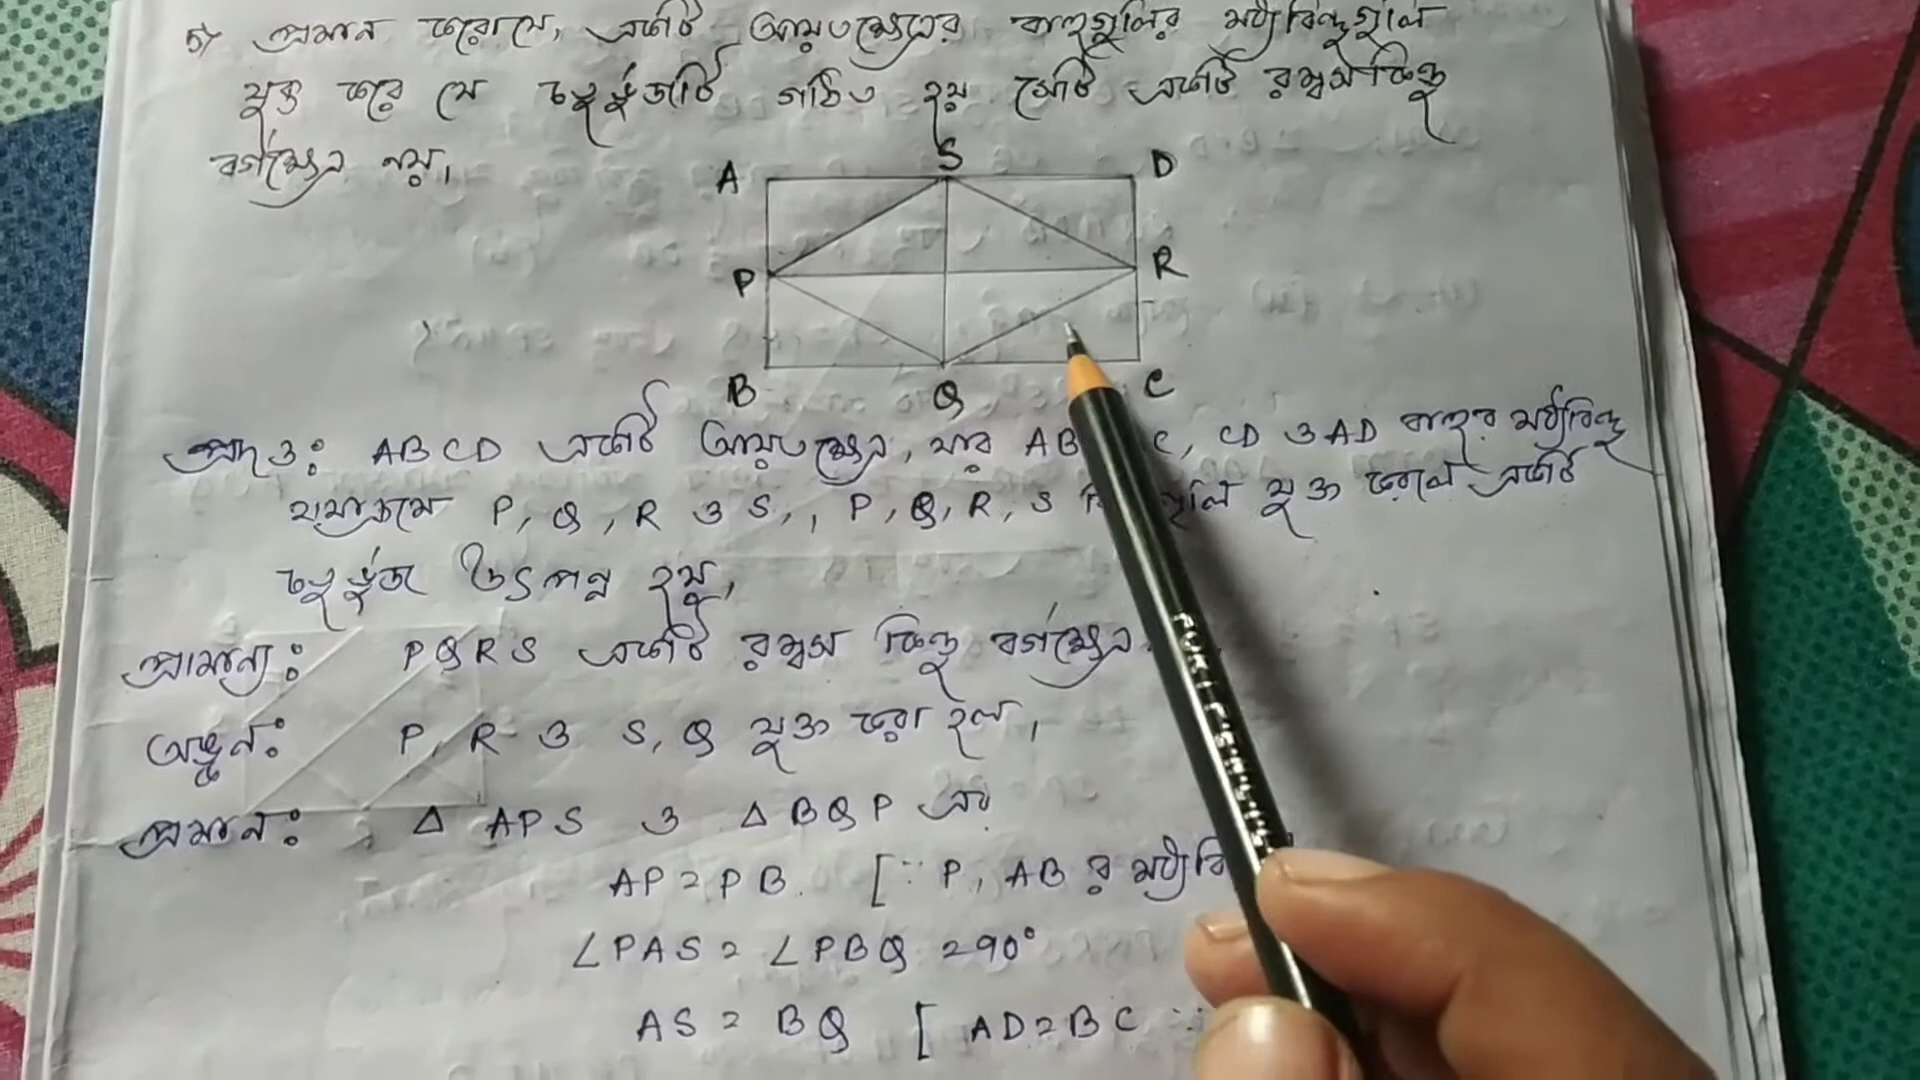 5) প্রমান করো যে, একটি আয়তক্ষেত্রের বাহুগুলির মধ্যবিন্দুগুলি
যুক্ত করে যে চতুর্ভুজটি গঠিত হয় সেটি একটি রম্বস কিন্তু
বর্গক্ষেত্র নয়।
S
A D
P R
B Q C
প্রদত্ত: ABCD একটি আয়তক্ষেত্র, যার AB C, CD ও AD বাহুর মধ্যবিন্দু
যথাক্রমে P, Q, R ও S, , P, Q, R, S যুক্ত করলে একটি
চতুর্ভুজ উৎপন্ন হয়,
প্রামান্য: PQRS একটি রম্বস কিন্তু বর্গক্ষেত্র
অঙ্কন: P, R ও S, Q যুক্ত করা হল,
প্রমান: Δ APS ও Δ BQP এর
AP = PB. [∵ P, AB র
∠PAS = ∠PBQ = 90°
AS = BQ [ AD = BC ∵